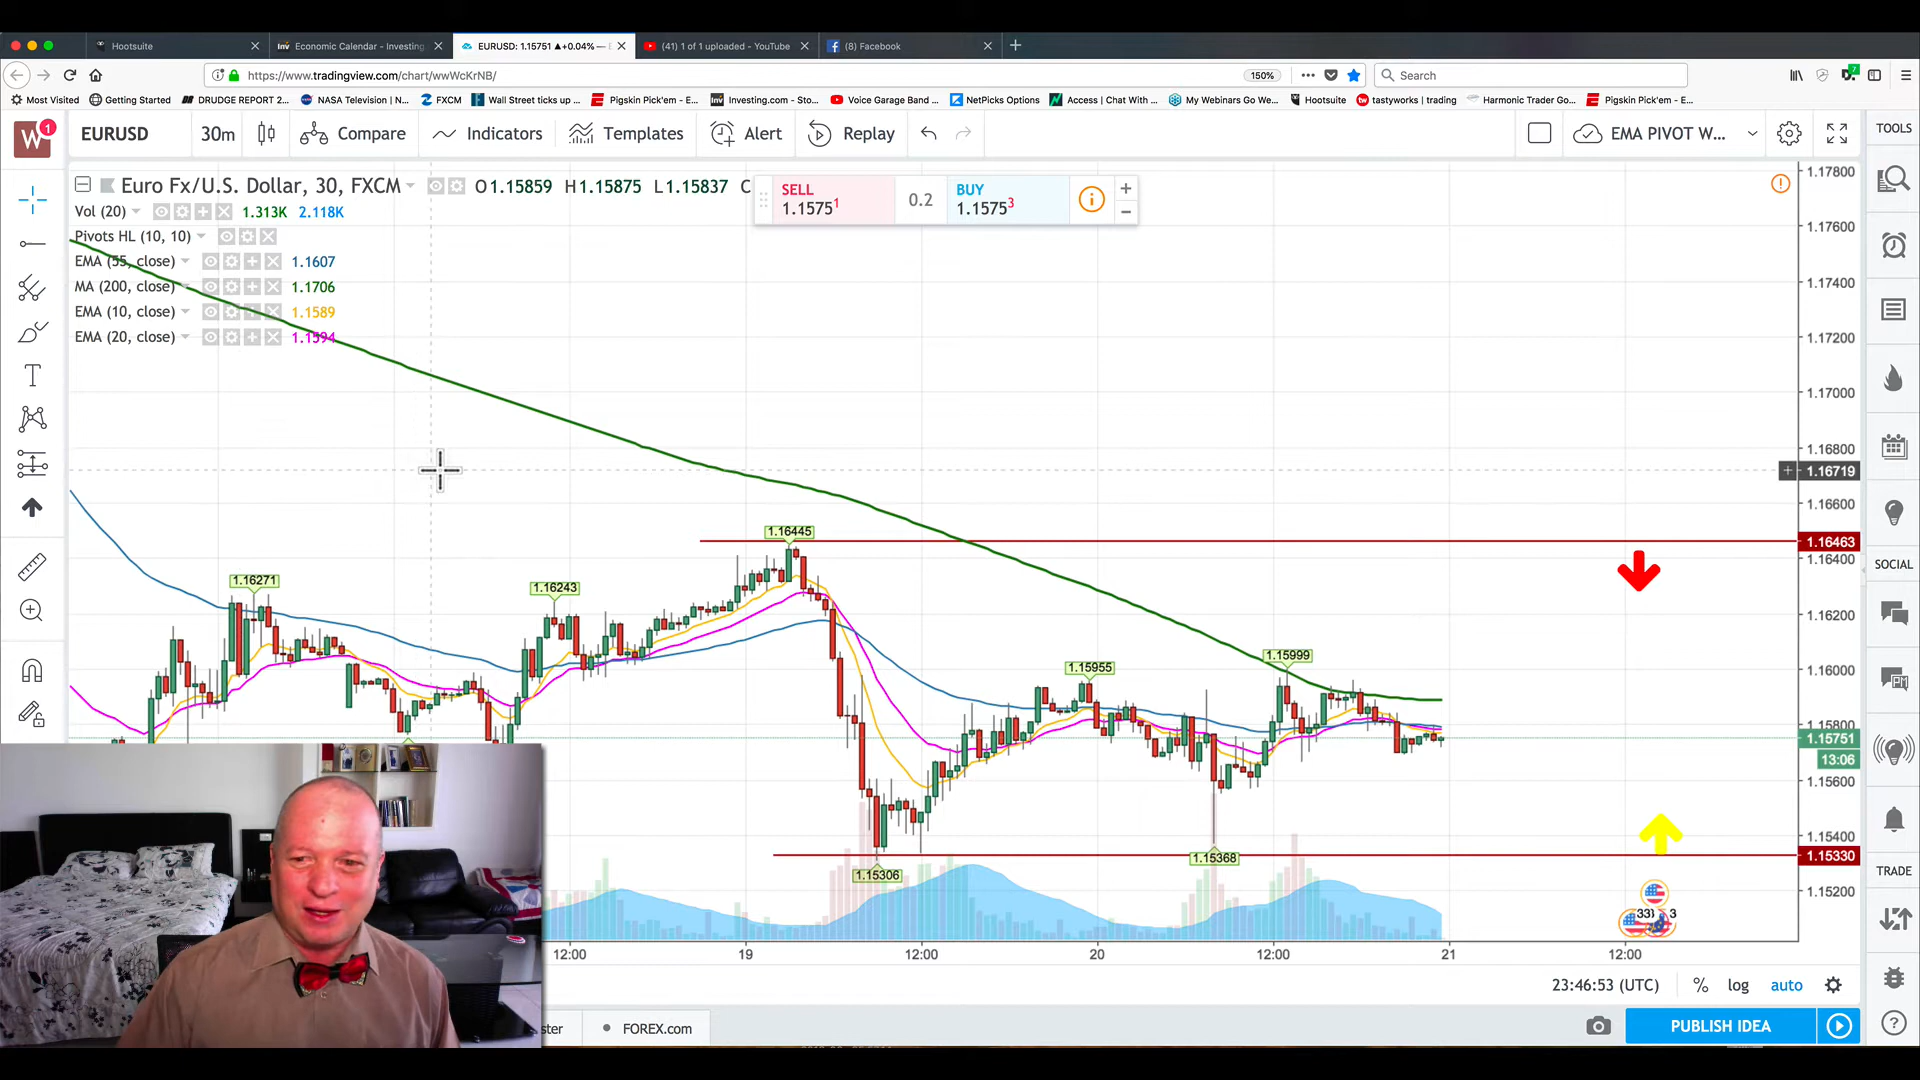 Hootsuite
Economic Calendar - Investing
EURUSD: 1.15751 ▲+0.04% —
(41) 1 of 1 uploaded - YouTube
(8) Facebook
https://www.tradingview.com/chart/wwWcKrNB/
150%
Search
7
Most Visited
Getting Started
DRUDGE REPORT 2...
NASA Television | N...
FXCM
Wall Street ticks up ...
Pigskin Pick'em - E...
Investing.com - Sto...
Voice Garage Band ...
NetPicks Options
Access | Chat With ...
My Webinars Go We...
Hootsuite
tastyworks | trading
Harmonic Trader Go...
Pigskin Pick'em - E...
W
1
EURUSD
30m
Compare
Indicators
Templates
Alert
Replay
EMA PIVOT W...
TOOLS
Euro Fx/U.S. Dollar, 30, FXCM
O1.15859 H1.15875 L1.15837 C
SELL
1.15751
0.2
BUY
1.15753
Vol (20)
1.313K 2.118K
Pivots HL (10, 10)
EMA (55, close)
1.1607
MA (200, close)
1.1706
EMA (10, close)
1.1589
EMA (20, close)
1.1594
1.17800
1.17600
1.17400
1.17200
1.17000
1.16800
1.16719
1.16600
1.16463
1.16400
1.16200
1.16000
1.15800
1.15751
13:06
1.15600
1.15400
1.15330
1.15200
1.16271
1.16243
1.16445
1.15955
1.15999
1.15306
1.15368
SOCIAL
TRADE
12:00
19
12:00
20
12:00
21
12:00
23:46:53 (UTC)
%
log
auto
ster
FOREX.com
PUBLISH IDEA